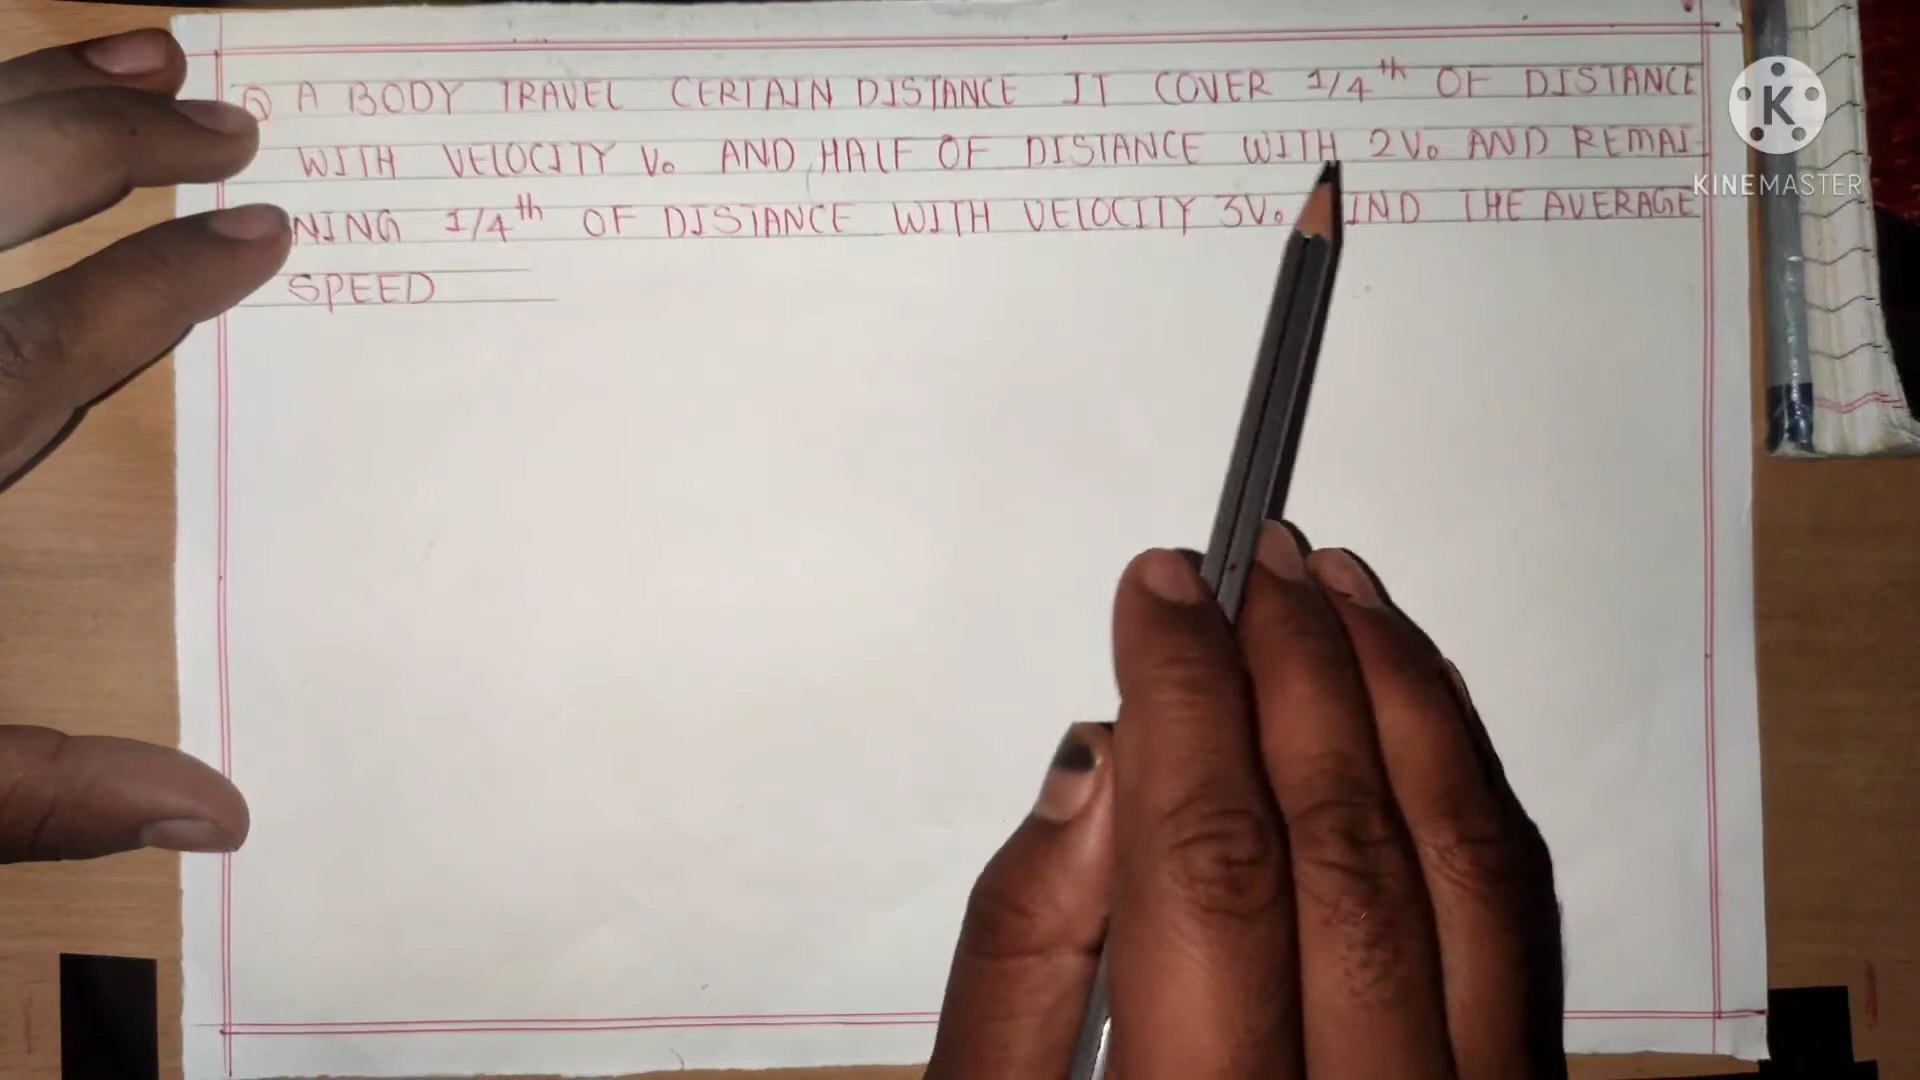 Q A BODY TRAVEL CERTAIN DISTANCE IT COVER 1/4th OF DISTANCE
WITH VELOCITY V₀ AND HALF OF DISTANCE WITH 2V₀ AND REMAI-
NING 1/4th OF DISTANCE WITH VELOCITY 3V₀ IND THE AVERAGE
SPEED
K
KINEMASTER